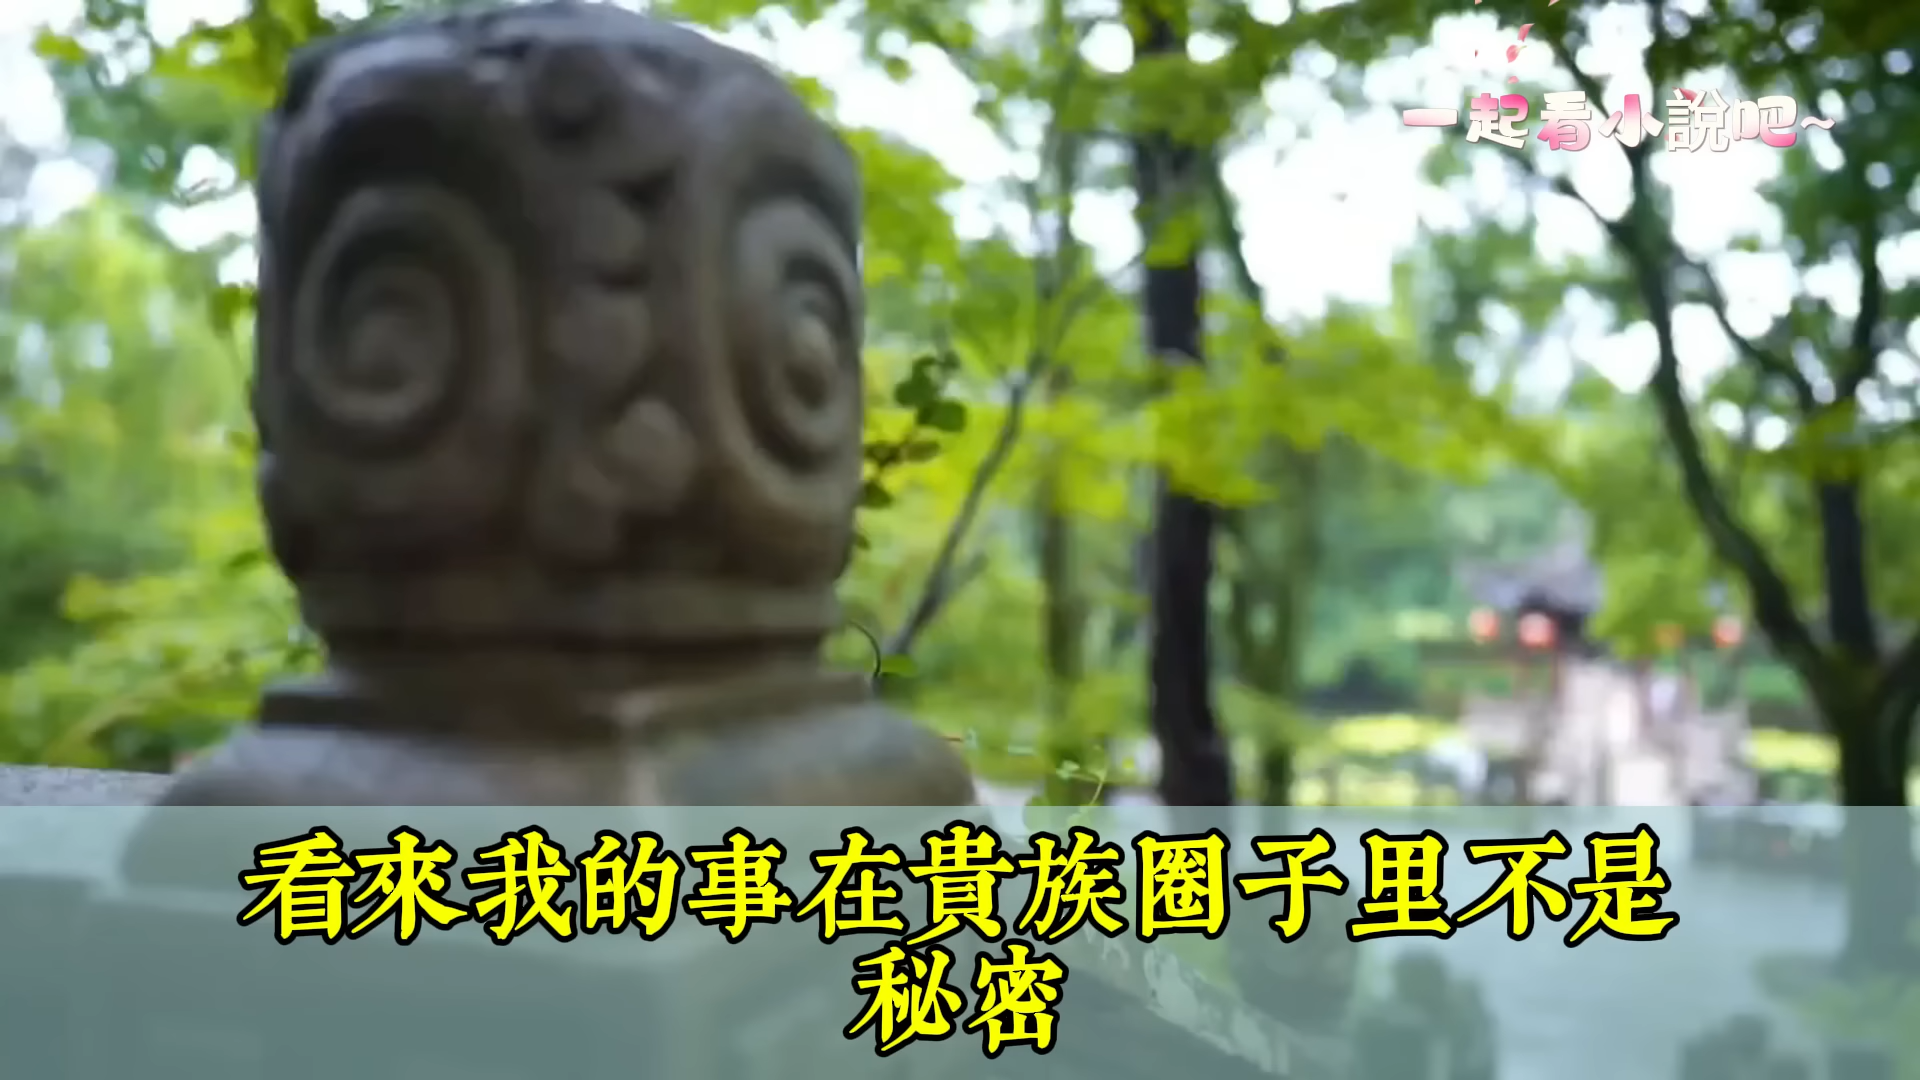 一起看小說吧~
看來我的事在貴族圈子里不是
秘密